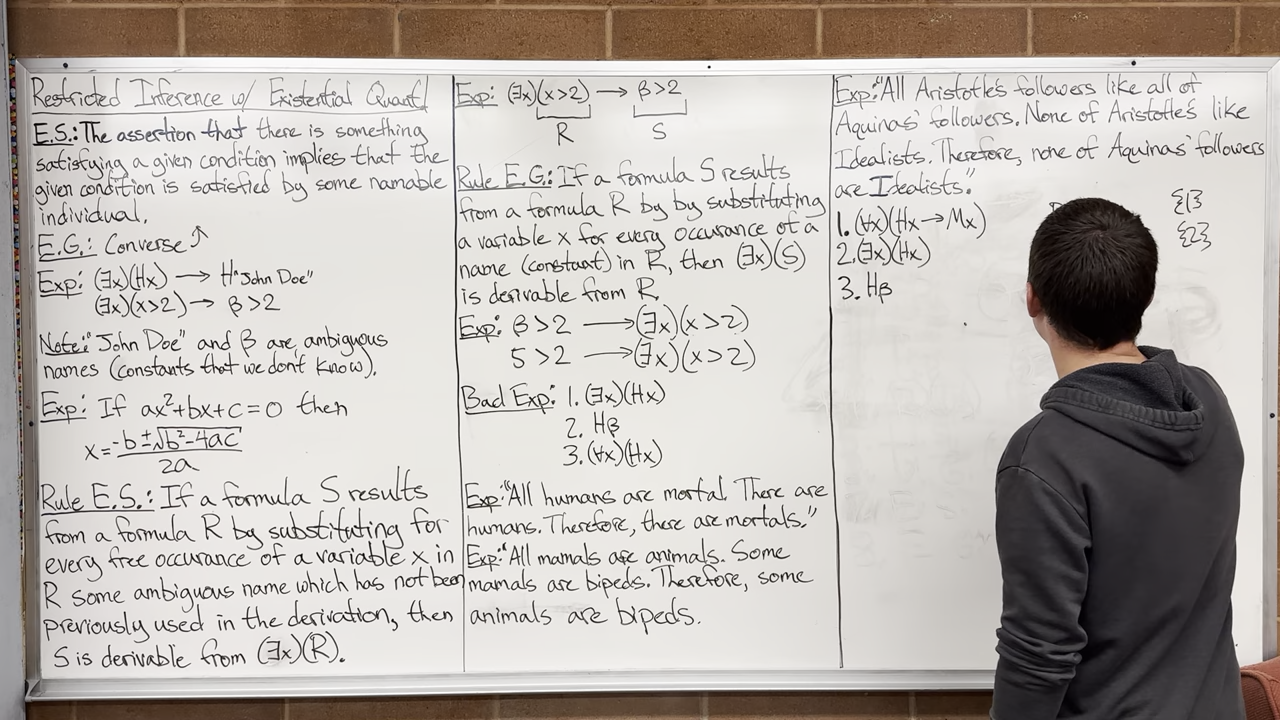 Restricted Inference w/ Existential Quant.
E.S.: The assertion that there is something
satisfying a given condition implies that the
given condition is satisfied by some namable
individual.
E.G.: Converse ↑
Exp: (∃x)(Hx) → H"John Doe"
(∃x)(x>2) → β>2
Note: "John Doe" and β are ambiguous
names (constants that we don't know).
Exp: If ax²+bx+c=0 then
x = -b±√b²-4ac
2a
Rule E.S.: If a formula S results
from a formula R by substituting for
every free occurance of a variable x in
R some ambiguous name which has not been
previously used in the derivation, then
S is derivable from (∃x)(R).
Exp: (∃x)(x>2) → β>2
R S
Rule E.G.: If a formula S results
from a formula R by by substituting
a variable x for every occurance of a
name (constant) in R, then (∃x)(S)
is derivable from R
Exp: β>2 → (∃x)(x>2)
5>2 → (∃x)(x>2)
Bad Exp: 1. (∃x)(Hx)
2. Hβ
3. (∀x)(Hx)
Exp: "All humans are mortal. There are
humans. Therefore, there are mortals."
Exp: "All mamals are animals. Some
mamals are bipeds. Therefore, some
animals are bipeds.
Exp: "All Aristotle's followers like all of
Aquinas' followers. None of Aristotle's like
Idealists. Therefore, none of Aquinas' followers
are Idealists."
1. (∀x)(Hx → Mx)
2. (∃x)(Hx)
3. Hβ
{1}
{2}